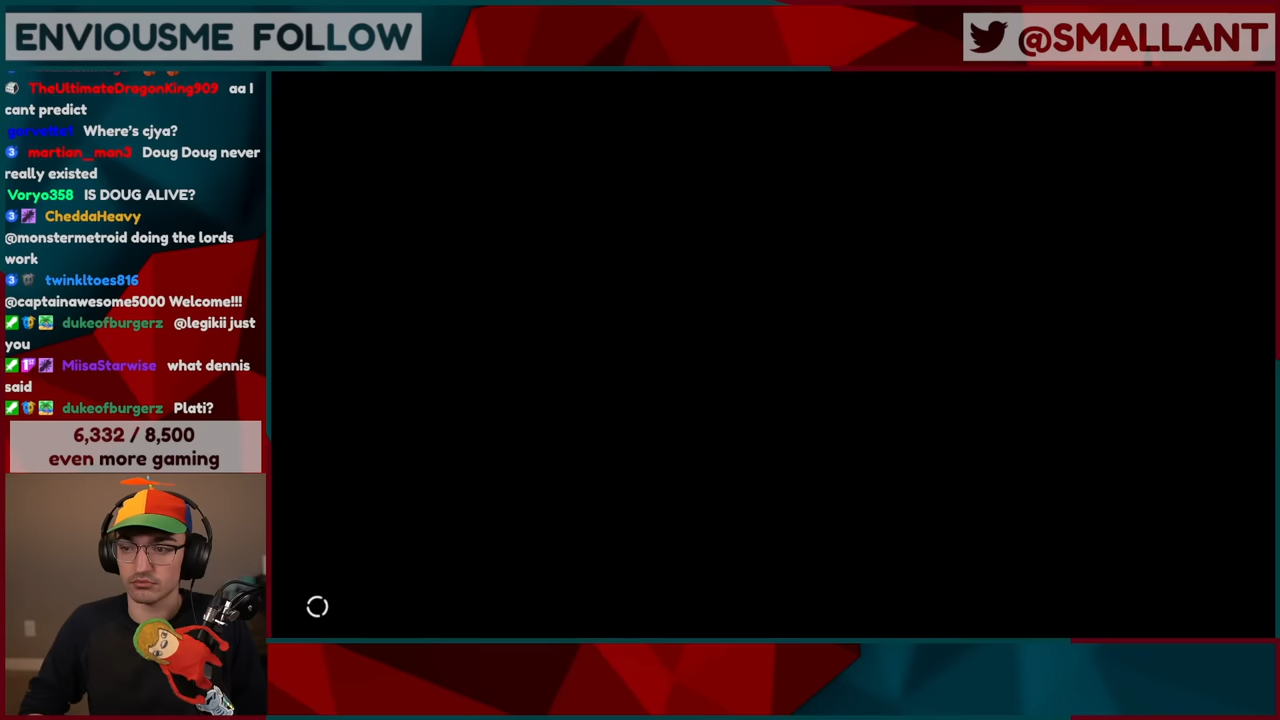 ENVIOUSME FOLLOW
@SMALLANT
TheUltimateDragonKing909 aa I
cant predict
Where's cjya?
martian_man3 Doug Doug never
really existed
Voryo358 IS DOUG ALIVE?
CheddaHeavy
@monstermetroid doing the lords
work
twinkltoes816
@captainawesome5000 Welcome!!!
dukeofburgerz @legikii just
you
MiisaStarwise what dennis
said
dukeofburgerz Plati?
6,332 / 8,500
even more gaming